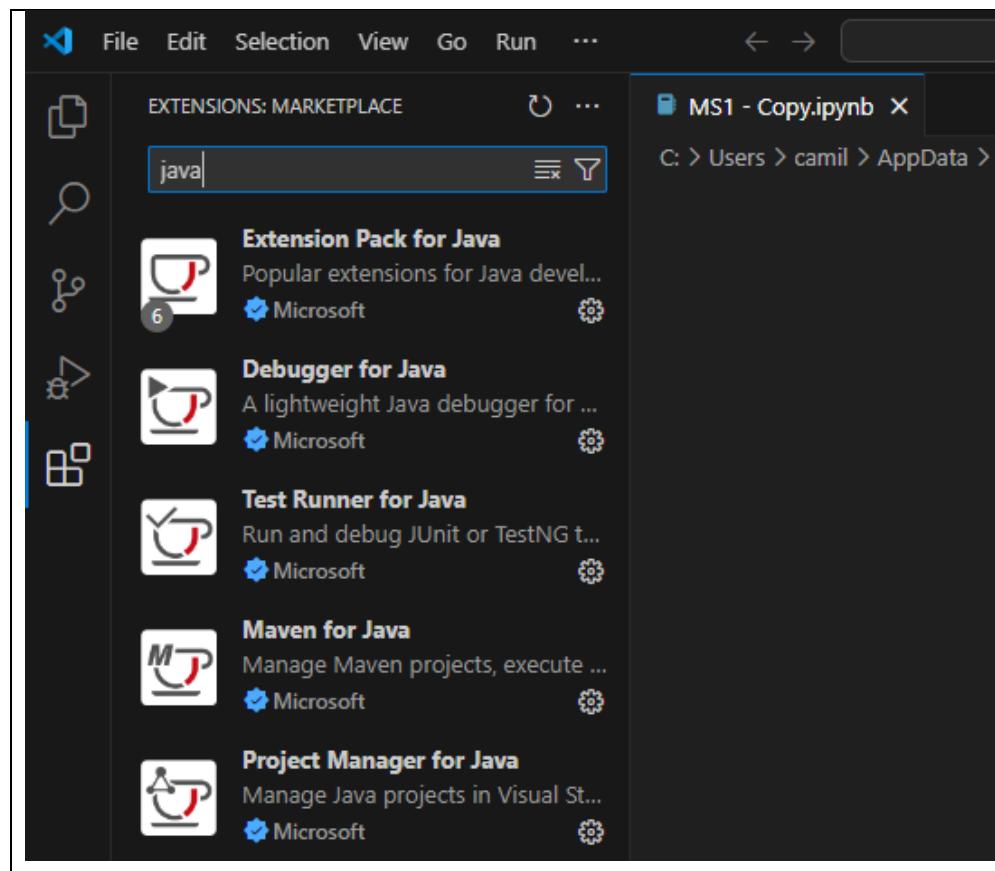 File Edit Selection View Go Run ···
EXTENSIONS: MARKETPLACE
java
Extension Pack for Java
Popular extensions for Java devel...
6
Microsoft
Debugger for Java
A lightweight Java debugger for ...
Microsoft
Test Runner for Java
Run and debug JUnit or TestNG t...
Microsoft
Maven for Java
Manage Maven projects, execute ...
Microsoft
Project Manager for Java
Manage Java projects in Visual St...
Microsoft
MS1 - Copy.ipynb
C: > Users > camil > AppData >